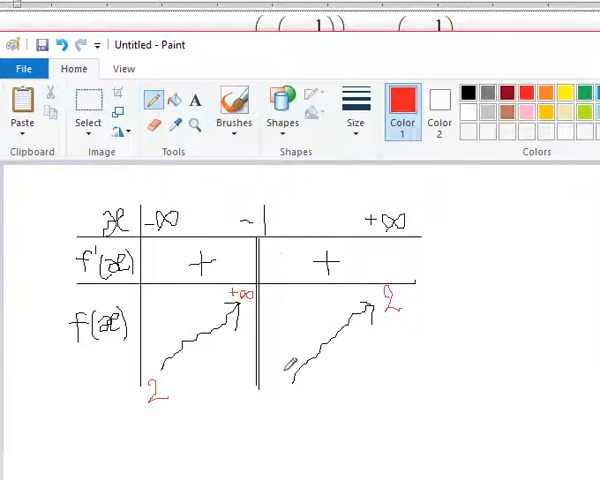 Untitled - Paint
File Home View
Paste Select Brushes Shapes Size Color 1 Color 2
Clipboard Image Tools Shapes Colors
x -∞ -1 +∞
f'(x) + +
+∞ 2
f(x)
2